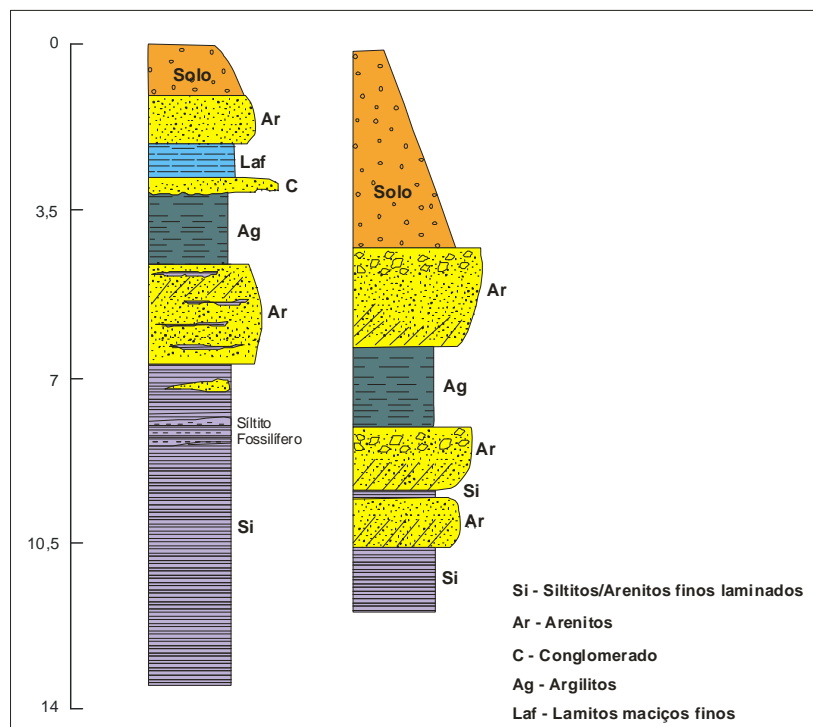 0
3,5
7
10,5
14
Solo
Ar
Laf
C
Ag
Ar
Síltito
Fossilífero
Si
Solo
Ar
Ag
Ar
Si
Ar
Si
Si - Siltitos/Arenitos finos laminados
Ar - Arenitos
C - Conglomerado
Ag - Argilitos
Laf - Lamitos maciços finos